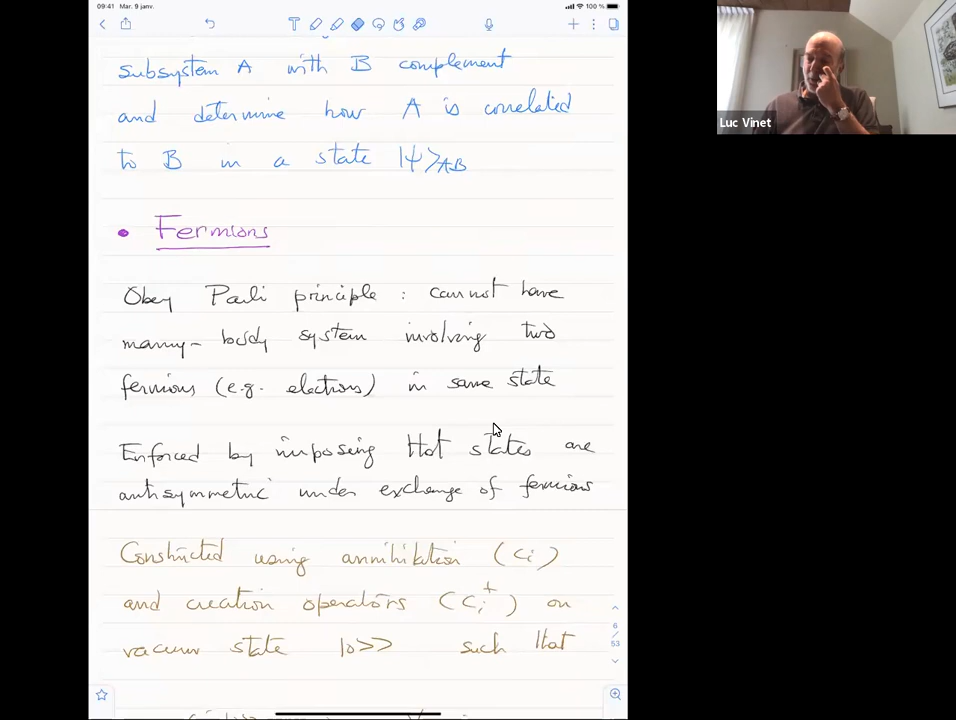 09:41 Mar. 9 janv.
100 %
Subsystem A with B complement
and determine how A is correlated
to B in a state |ψ>AB
• Fermions
Obey Pauli principle : cannot have
many-body system involving two
fermions (e.g. electrons) in same state
Enforced by imposing that states are
antisymmetric under exchange of fermions
Constructed using annihilation (ci)
and creation operators (ci+) on
vacuum state |0>> such that
6
/
53
Luc Vinet